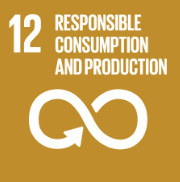 12 RESPONSIBLE
CONSUMPTION
AND PRODUCTION